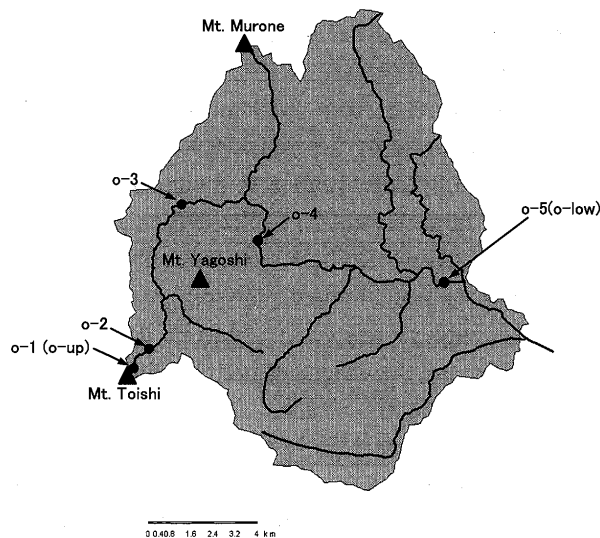 Mt. Murone
o-3
o-4
o-5(o-low)
Mt. Yagoshi
o-2
o-1 (o-up)
Mt. Toishi
0 0.40.8 1.6 2.4 3.2 4 km